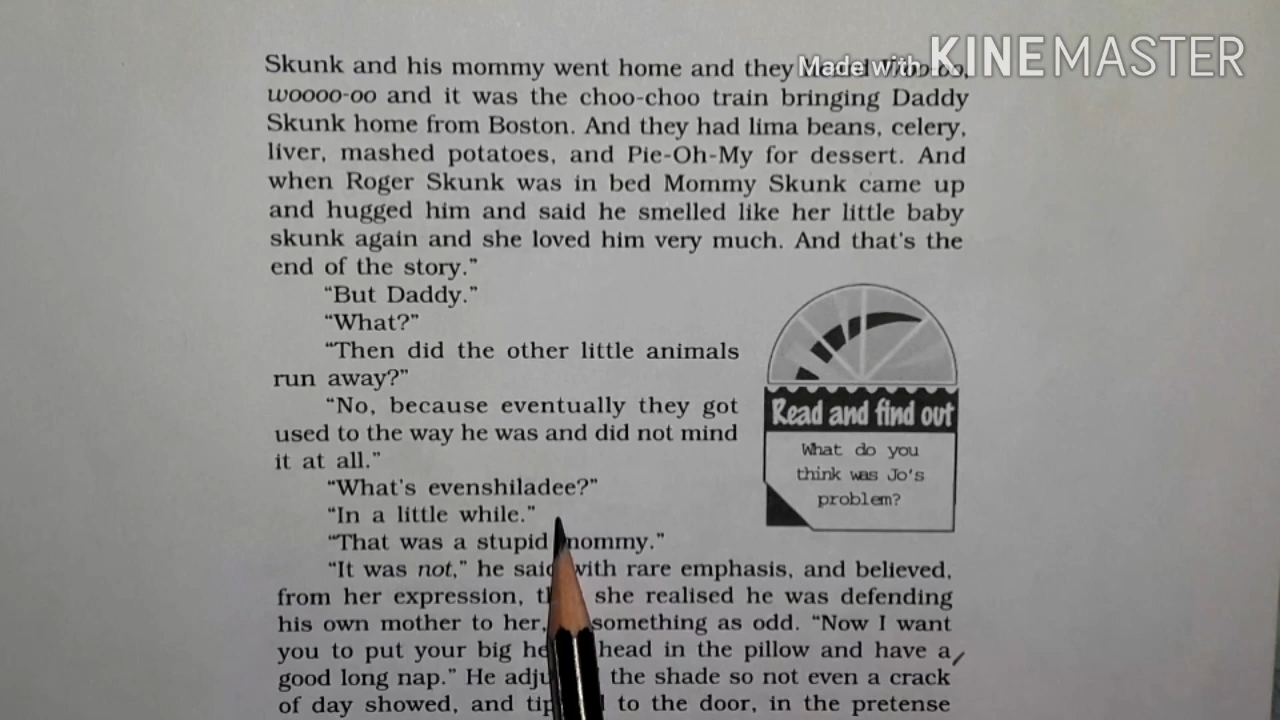 Skunk and his mommy went home and they
Made with KINEMASTER
woooo-oo and it was the choo-choo train bringing Daddy
Skunk home from Boston. And they had lima beans, celery,
liver, mashed potatoes, and Pie-Oh-My for dessert. And
when Roger Skunk was in bed Mommy Skunk came up
and hugged him and said he smelled like her little baby
skunk again and she loved him very much. And that's the
end of the story.”
“But Daddy.”
“What?”
“Then did the other little animals
run away?”
“No, because eventually they got
used to the way he was and did not mind
it at all.”
“What's evenshiladee?”
“In a little while.”
“That was a stupid mommy.”
“It was not,” he said with rare emphasis, and believed,
from her expression, she realised he was defending
his own mother to her, something as odd. “Now I want
you to put your big head in the pillow and have a
good long nap.” He the shade so not even a crack
of day showed, and to the door, in the pretense
Read and find out
What do you
think was Jo's
problem?